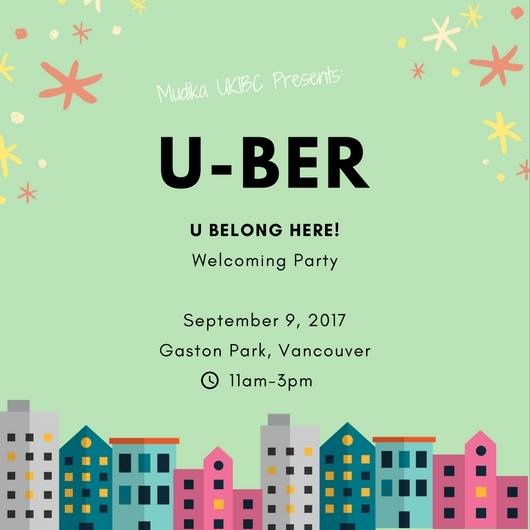 Mudika UKIBC Presents:
U-BER
U BELONG HERE!
Welcoming Party
September 9, 2017
Gaston Park, Vancouver
11am-3pm